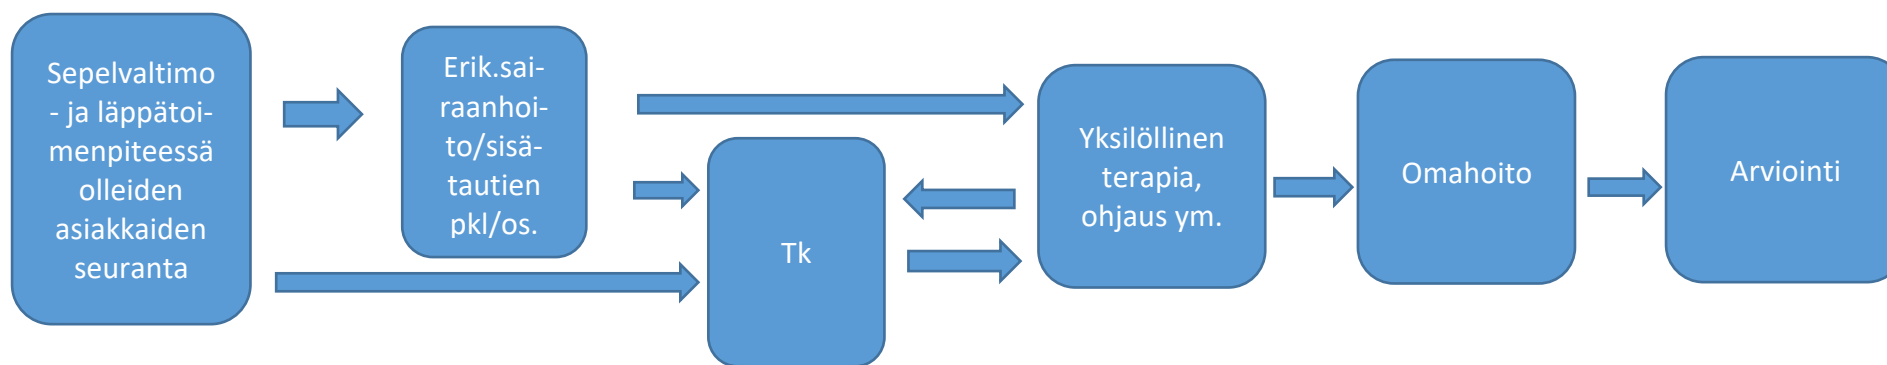 Sepelvaltimo
- ja läppätoi-
menpiteessä
olleiden
asiakkaiden
seuranta
Erik.sai-
raanhoi-
to/sisä-
tautien
pkl/os.
Tk
Yksilöllinen
terapia,
ohjaus ym.
Omahoito
Arviointi